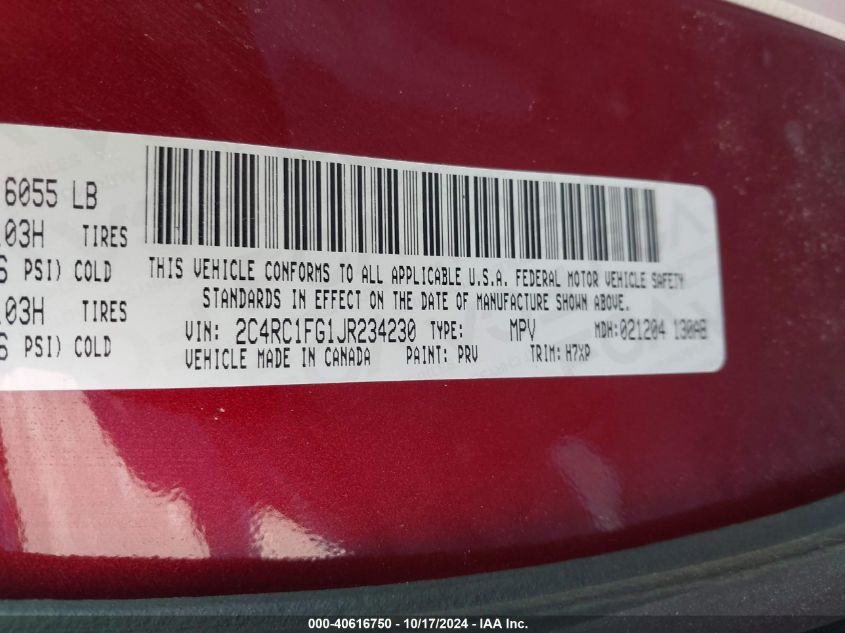 6055 LB
03H TIRES
PSI) COLD
03H TIRES
PSI) COLD
THIS VEHICLE CONFORMS TO ALL APPLICABLE U.S.A. FEDERAL MOTOR VEHICLE SAFETY
STANDARDS IN EFFECT ON THE DATE OF MANUFACTURE SHOWN ABOVE.
VIN: 2C4RC1FG1JR234230 TYPE: MPV MDH:021204 130AB
VEHICLE MADE IN CANADA PAINT: PRV TRIM: H7XP
000-40616750 - 10/17/2024 - IAA Inc.